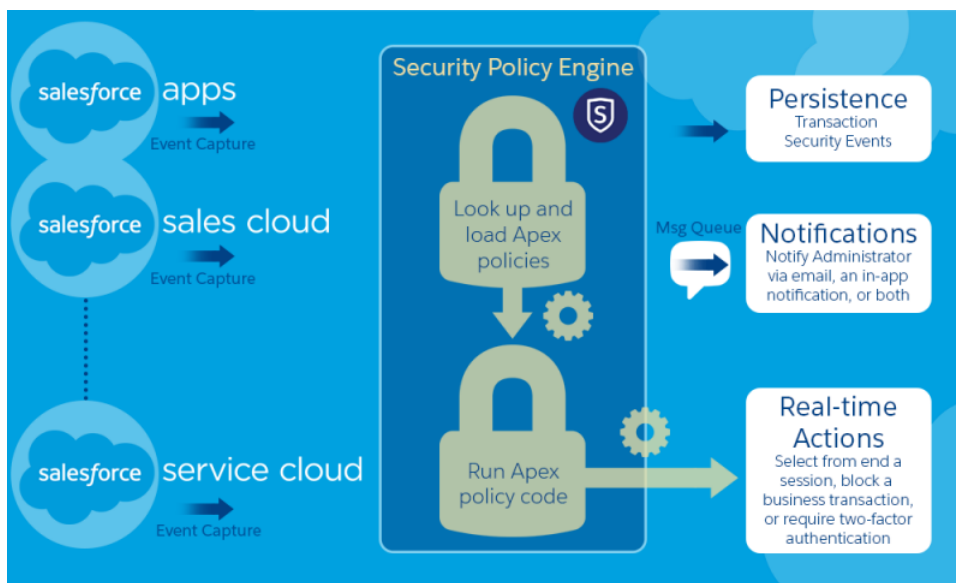 salesforce apps
Event Capture
salesforce sales cloud
Event Capture
salesforce service cloud
Event Capture
Security Policy Engine
S
Look up and
load Apex
policies
Run Apex
policy code
Persistence
Transaction
Security Events
Msg Queue
Notifications
Notify Administrator
via email, an in-app
notification, or both
Real-time
Actions
Select from end a
session, block a
business transaction,
or require two-factor
authentication